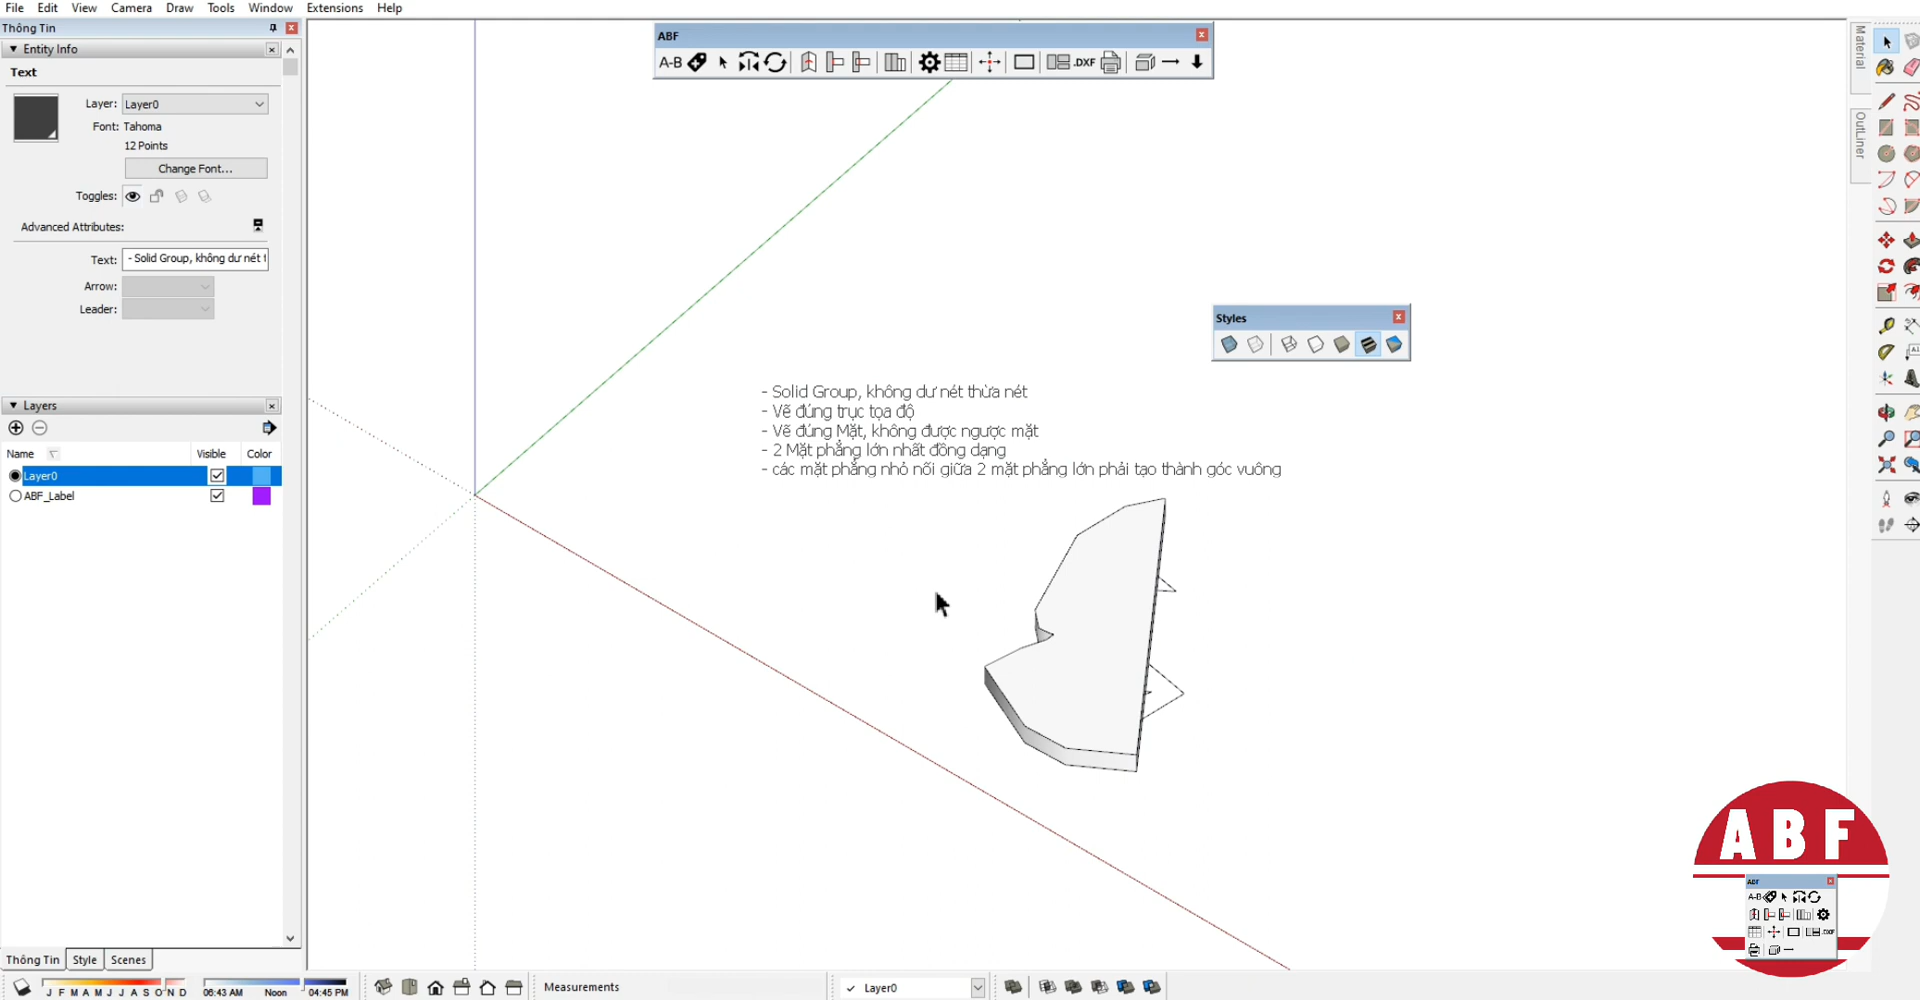 File Edit View Camera Draw Tools Window Extensions Help
Thông Tin
Entity Info
Text
Layer: Layer0
Font: Tahoma
12 Points
Change Font...
Toggles:
Advanced Attributes:
Text: - Solid Group, không dư nét t
Arrow:
Leader:
Layers
Name Visible Color
Layer0
ABF_Label
Thông Tin Style Scenes
ABF
A-B .DXF
Styles
- Solid Group, không dư nét thừa nét
- Vẽ đúng trục tọa độ
- Vẽ đúng Mặt, không được ngược mặt
- 2 Mặt phẳng lớn nhất đồng dạng
- các mặt phẳng nhỏ nối giữa 2 mặt phẳng lớn phải tạo thành góc vuông
Material
OutLiner
ABF
ABF
A-B
.DXF
J F M A M J J A S O N D 06:43 AM Noon 04:45 PM Measurements Layer0